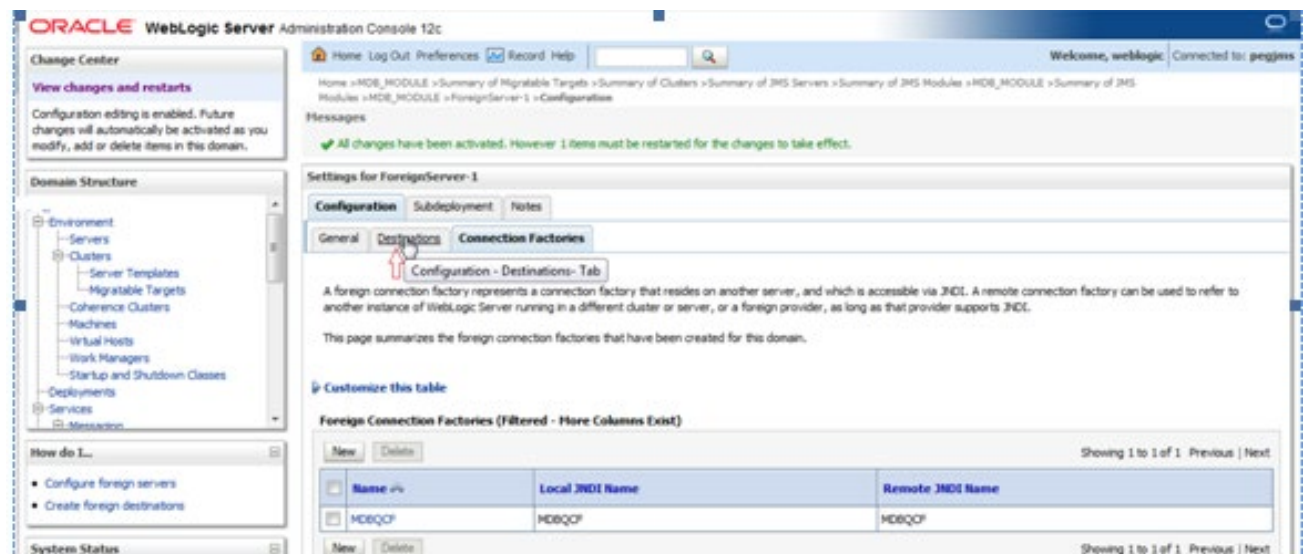 ORACLE WebLogic Server Administration Console 12c
Change Center
View changes and restarts
Configuration editing is enabled. Future
changes will automatically be activated as you
modify, add or delete items in this domain.
Domain Structure
Environment
Servers
Clusters
Server Templates
Migratable Targets
Coherence Clusters
Machines
Virtual Hosts
Work Managers
Startup and Shutdown Classes
Deployments
Services
Messaging
How do I...
Configure foreign servers
Create foreign destinations
System Status
Home Log Out Preferences Record Help
Welcome, weblogic Connected to: pegjms
Home >MDB_MODULE >Summary of Migratable Targets >Summary of Clusters >Summary of JMS Servers >Summary of JMS Modules >MDB_MODULE >Summary of JMS
Modules >MDB_MODULE >ForeignServer-1 >Configuration
Messages
All changes have been activated. However 1 items must be restarted for the changes to take effect.
Settings for ForeignServer-1
Configuration Subdeployment Notes
General Destinations Connection Factories
Configuration - Destinations- Tab
A foreign connection factory represents a connection factory that resides on another server, and which is accessible via JNDI. A remote connection factory can be used to refer to
another instance of WebLogic Server running in a different cluster or server, or a foreign provider, as long as that provider supports JNDI.
This page summarizes the foreign connection factories that have been created for this domain.
Customize this table
Foreign Connection Factories (Filtered - More Columns Exist)
New Delete Showing 1 to 1 of 1 Previous | Next
Name Local JNDI Name Remote JNDI Name
MDBQCF MDBQCF MDBQCF
New Delete Showing 1 to 1 of 1 Previous | Next